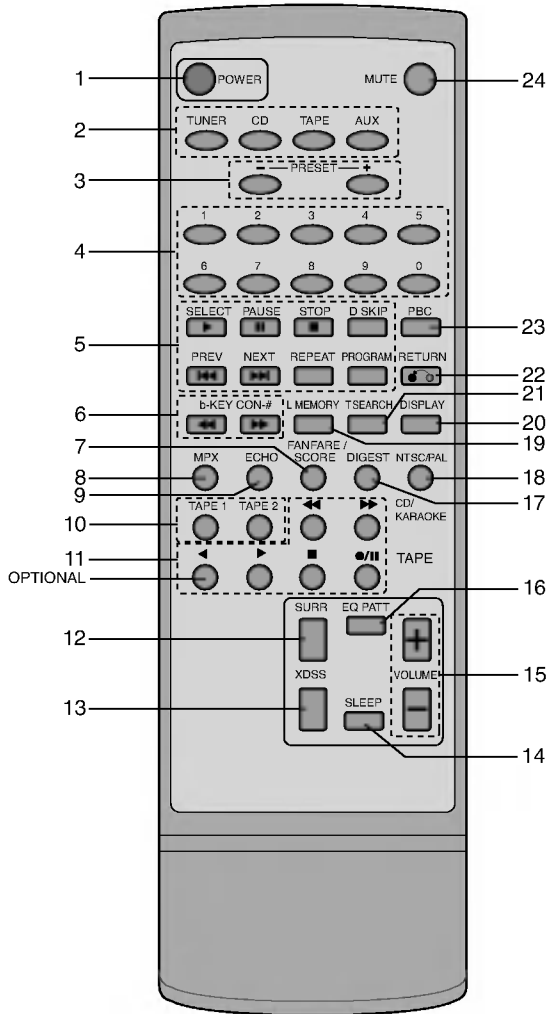 1 POWER MUTE 24
2 TUNER CD TAPE AUX
3 − PRESET +
1 2 3 4 5
4
6 7 8 9 0
SELECT PAUSE STOP D.SKIP PBC 23
5
PREV NEXT REPEAT PROGRAM RETURN 22
21
6 b-KEY CON-# L MEMORY TSEARCH DISPLAY 20
19
7 FANFARE / SCORE
8 MPX ECHO DIGEST NTSC/PAL 18
9 17
10 TAPE 1 TAPE 2 CD/
KARAOKE
11 TAPE
OPTIONAL
SURR EQ PATT 16
12
15
XDSS VOLUME
13 SLEEP
14